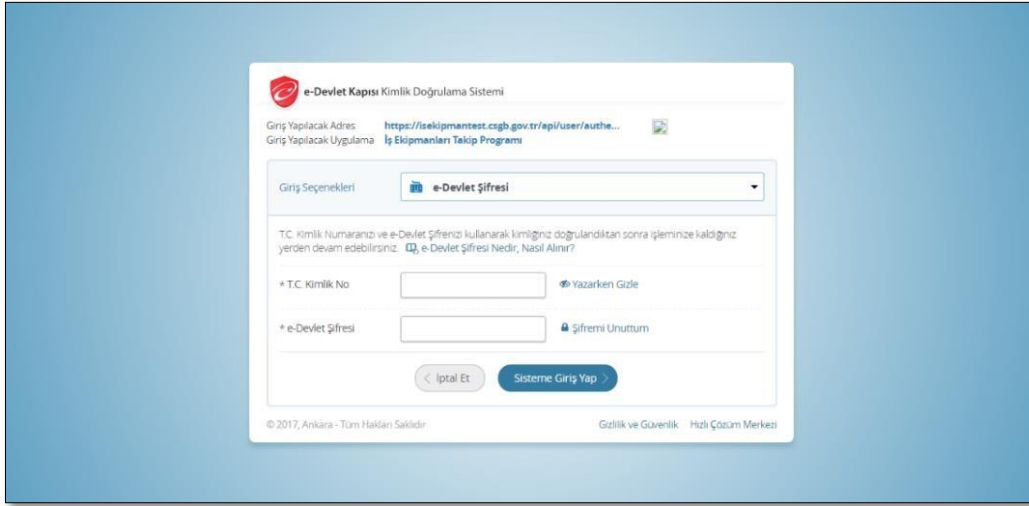 e-Devlet Kapısı Kimlik Doğrulama Sistemi
Giriş Yapılacak Adres https://isekipmantest.csgb.gov.tr/api/user/authe...
Giriş Yapılacak Uygulama İş Ekipmanları Takip Programı
Giriş Seçenekleri e-Devlet Şifresi
T.C. Kimlik Numaranızı ve e-Devlet Şifrenizi kullanarak kimliğiniz doğrulandıktan sonra işleminize kaldığınız
yerden devam edebilirsiniz. e-Devlet Şifresi Nedir, Nasıl Alınır?
* T.C. Kimlik No Yazarken Gizle
* e-Devlet Şifresi Şifremi Unuttum
< İptal Et Sisteme Giriş Yap >
© 2017, Ankara - Tüm Hakları Saklıdır Gizlilik ve Güvenlik Hızlı Çözüm Merkezi